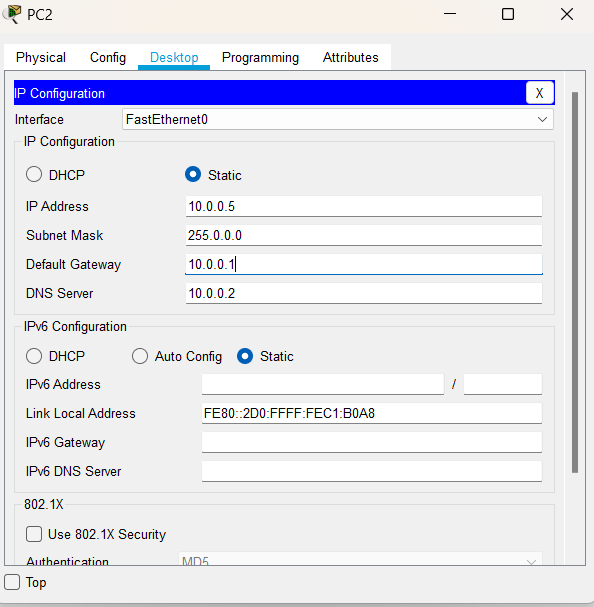 PC2
Physical Config Desktop Programming Attributes
IP Configuration X
Interface FastEthernet0
IP Configuration
DHCP Static
IP Address 10.0.0.5
Subnet Mask 255.0.0.0
Default Gateway 10.0.0.1
DNS Server 10.0.0.2
IPv6 Configuration
DHCP Auto Config Static
IPv6 Address /
Link Local Address FE80::2D0:FFFF:FEC1:B0A8
IPv6 Gateway
IPv6 DNS Server
802.1X
Use 802.1X Security
Authentication MD5
Top